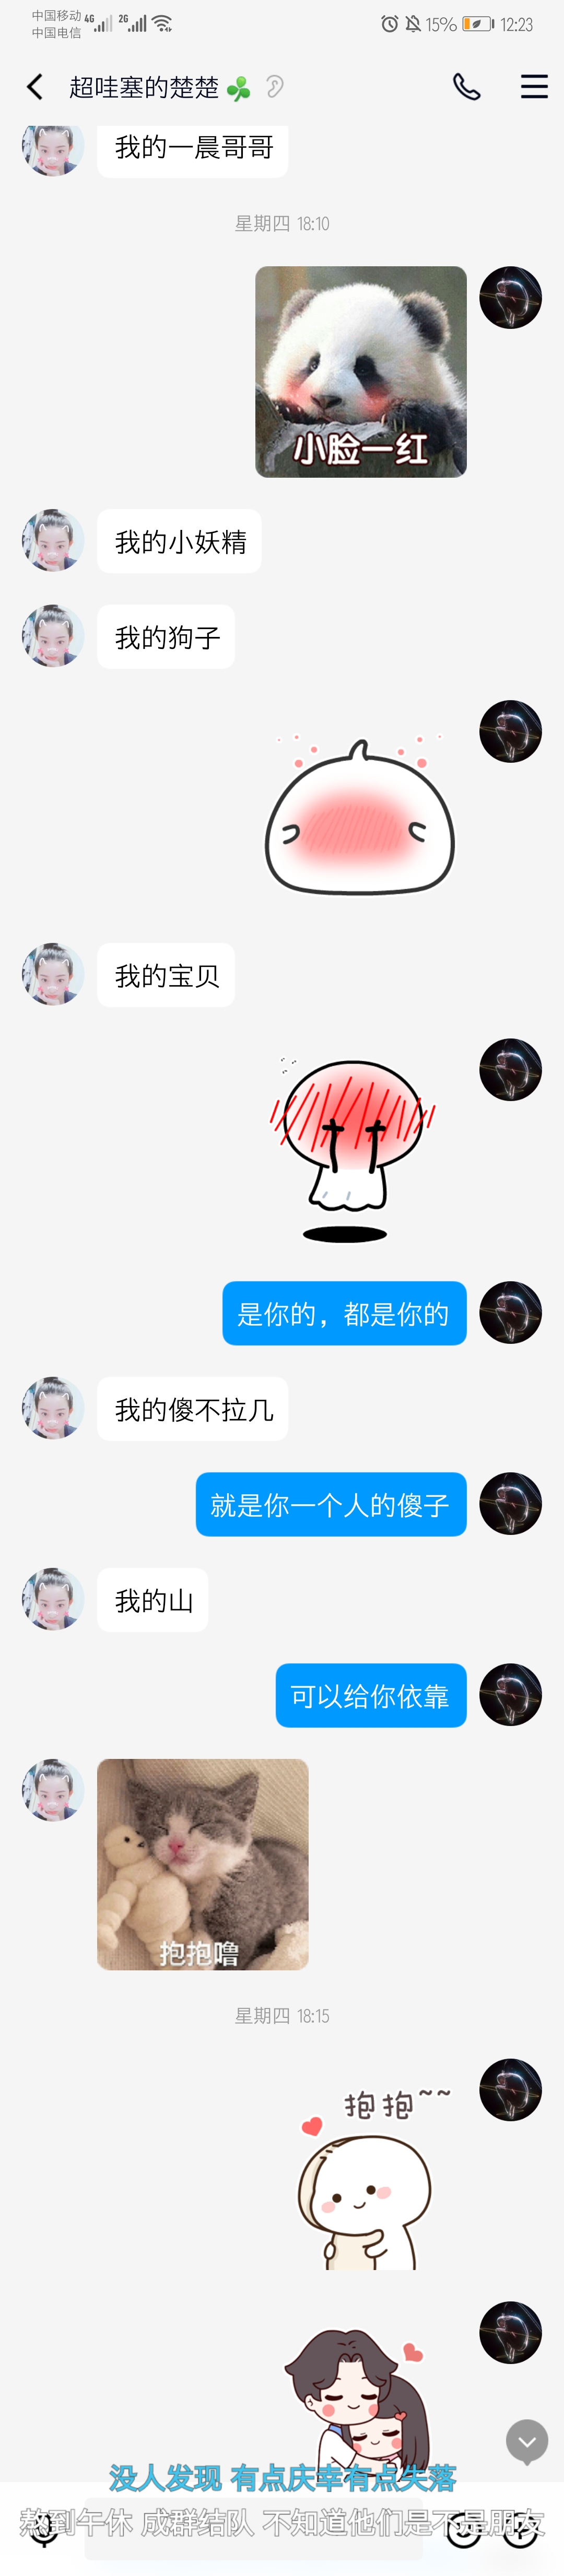 中国移动 4G 2G
中国电信
15% 12:23
超哇塞的楚楚
我的一晨哥哥
星期四 18:10
小脸一红
我的小妖精
我的狗子
我的宝贝
是你的，都是你的
我的傻不拉几
就是你一个人的傻子
我的山
可以给你依靠
抱抱噜
星期四 18:15
抱抱~~
没人发现 有点庆幸有点失落
熬到午休 成群结队 不知道他们是不是朋友